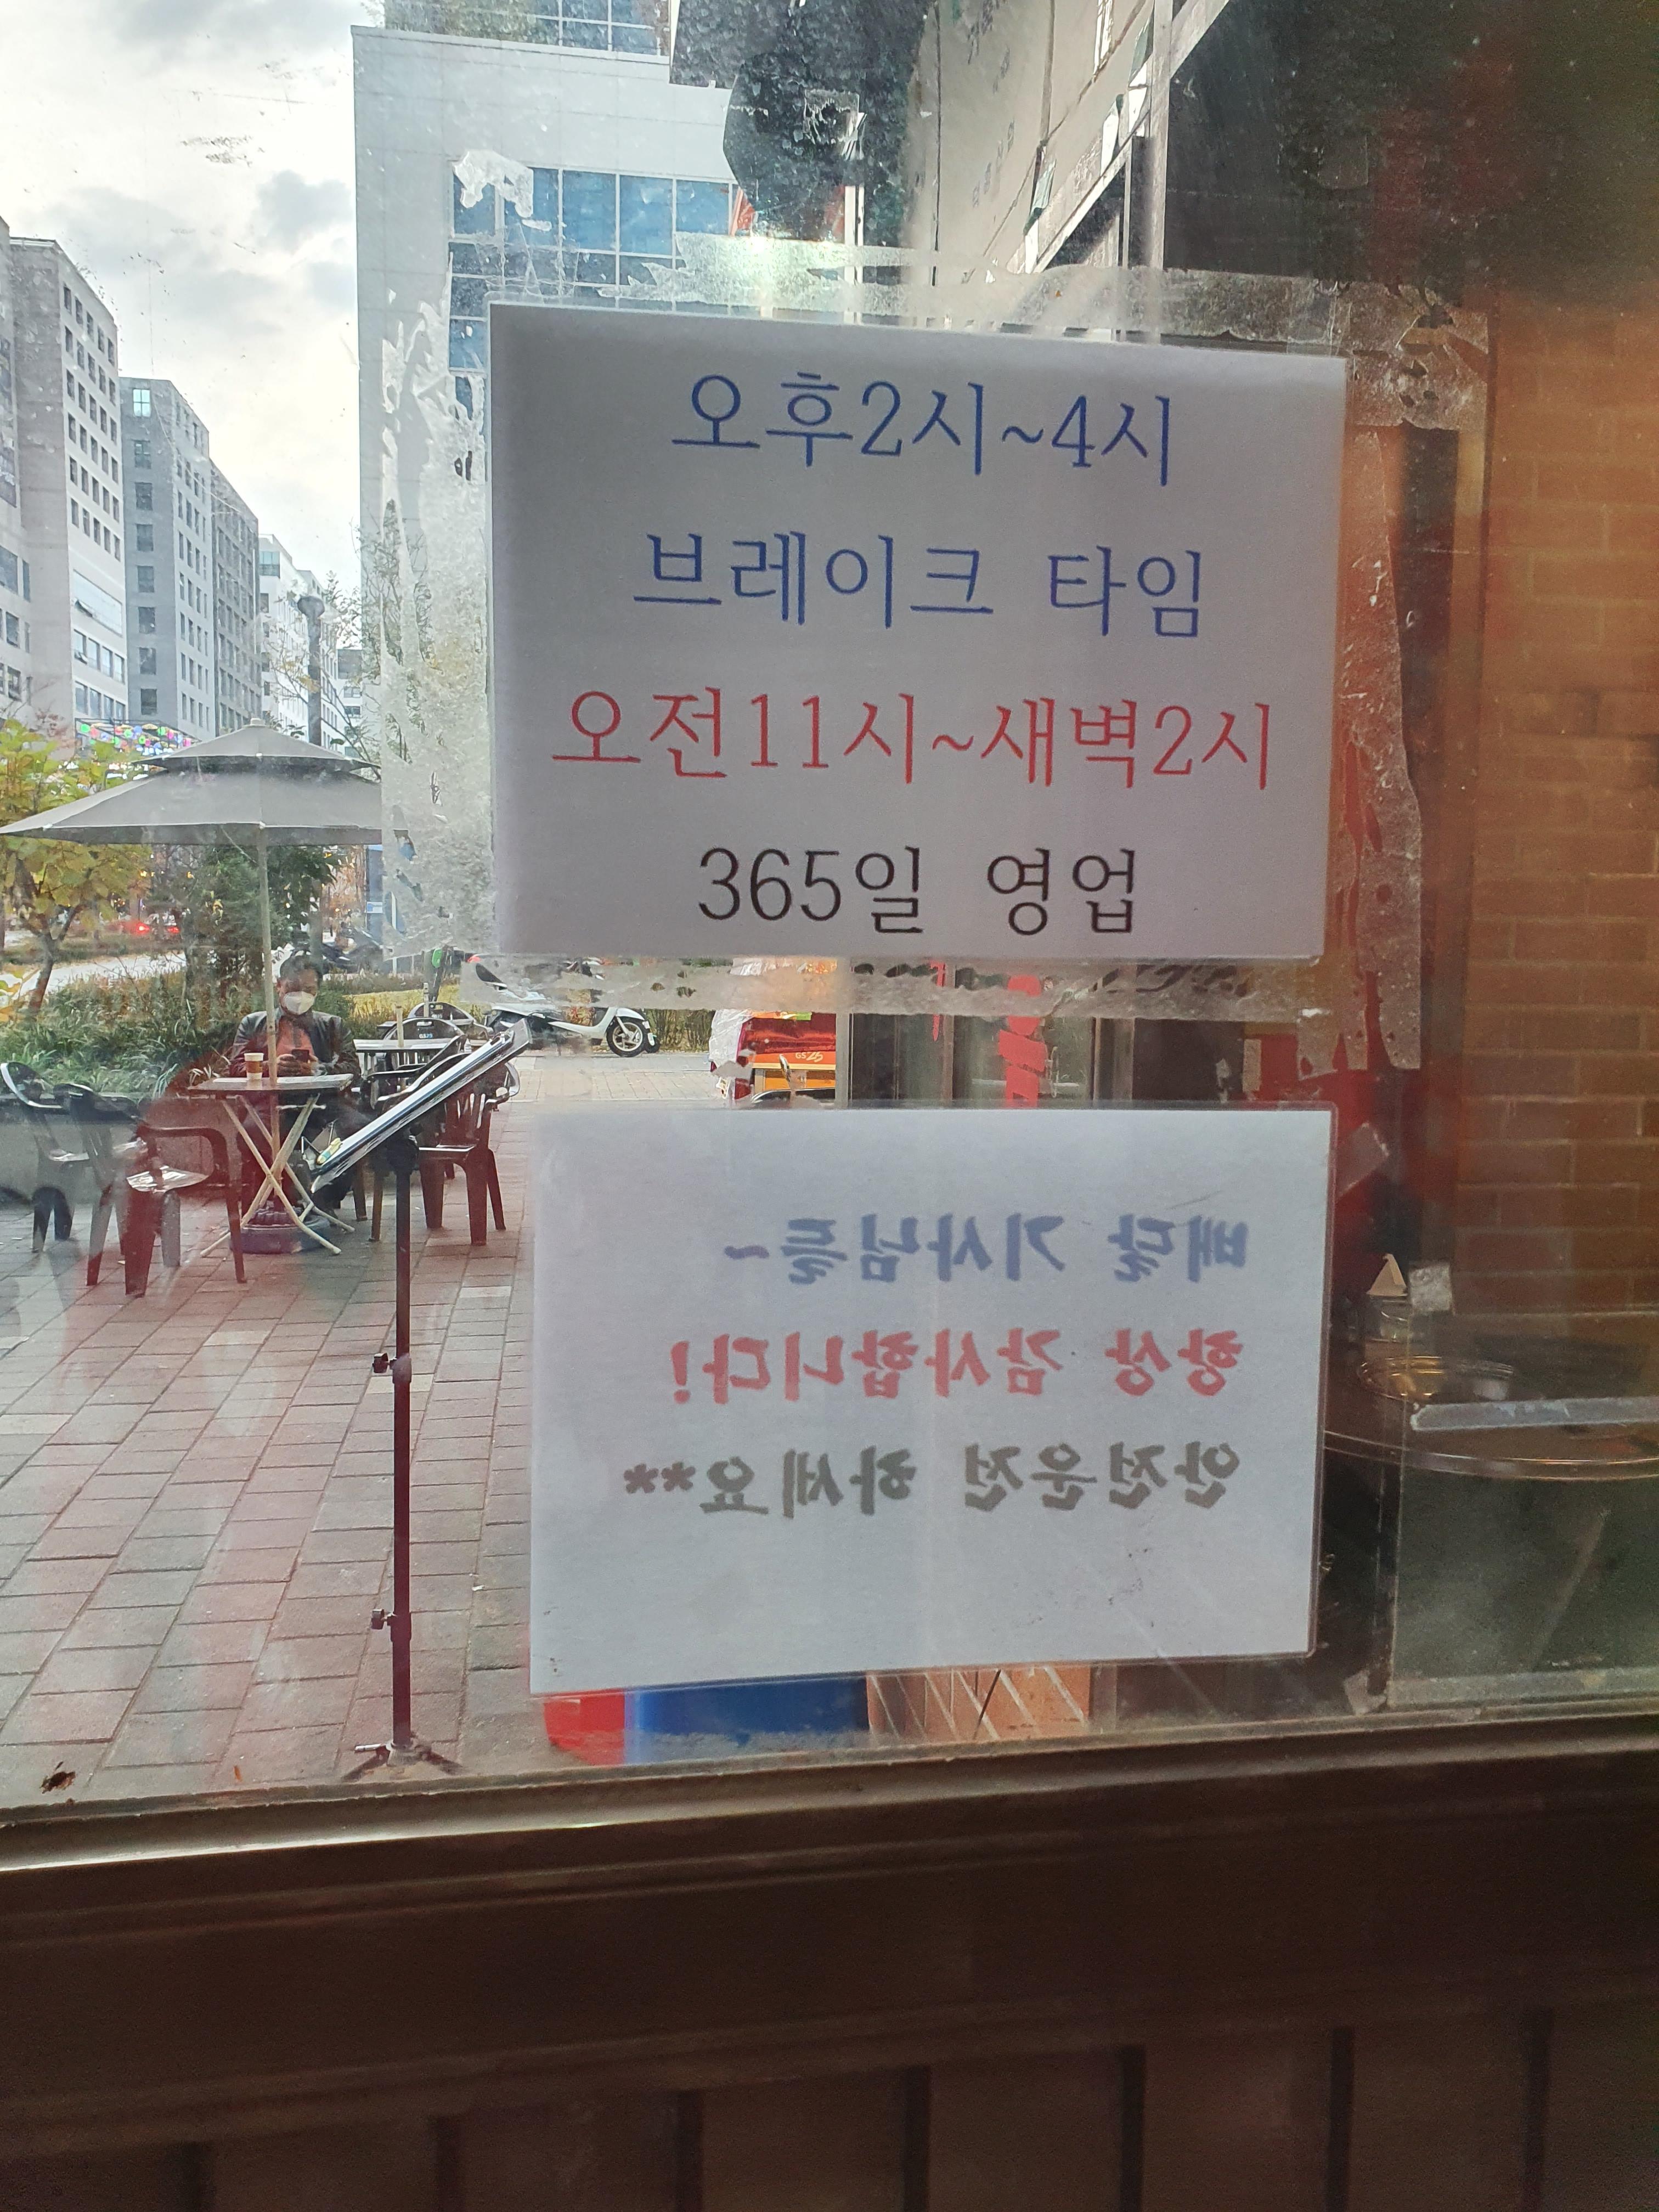 오후2시~4시
브레이크 타임
오전11시~새벽2시
365일 영업
배달 기사님들~
항상 감사합니다!
안전운전 하세요**